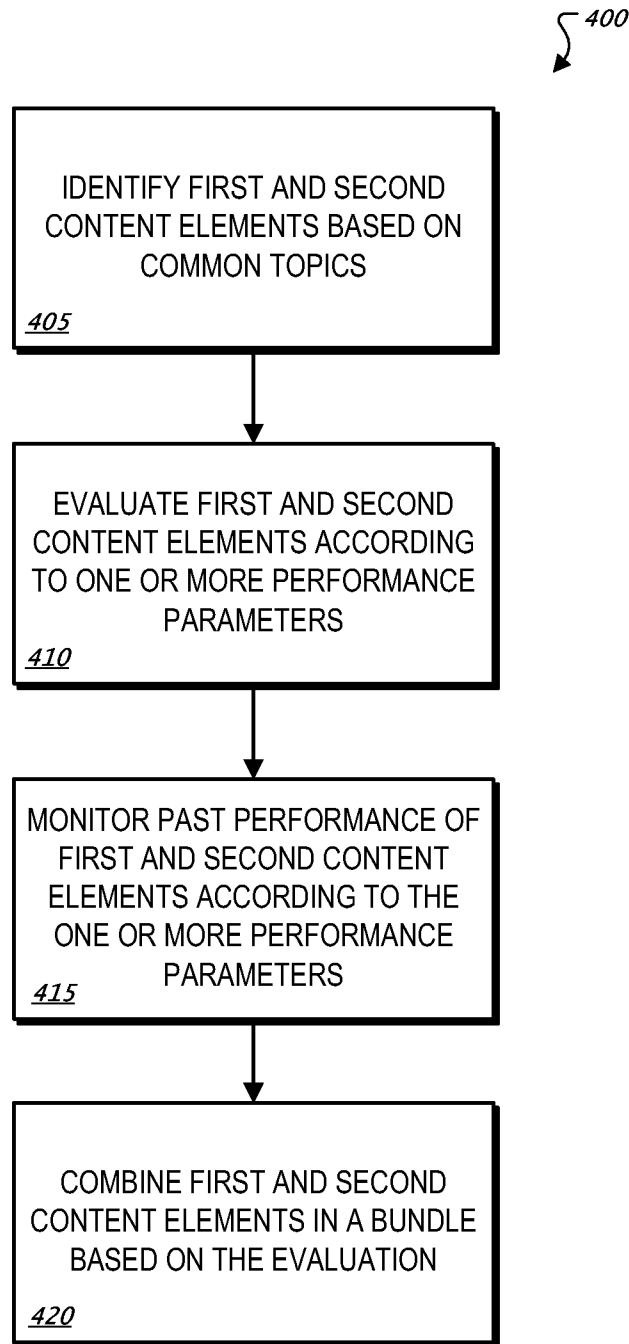 400
IDENTIFY FIRST AND SECOND
CONTENT ELEMENTS BASED ON
COMMON TOPICS
405
EVALUATE FIRST AND SECOND
CONTENT ELEMENTS ACCORDING
TO ONE OR MORE PERFORMANCE
PARAMETERS
410
MONITOR PAST PERFORMANCE OF
FIRST AND SECOND CONTENT
ELEMENTS ACCORDING TO THE
ONE OR MORE PERFORMANCE
PARAMETERS
415
COMBINE FIRST AND SECOND
CONTENT ELEMENTS IN A BUNDLE
BASED ON THE EVALUATION
420